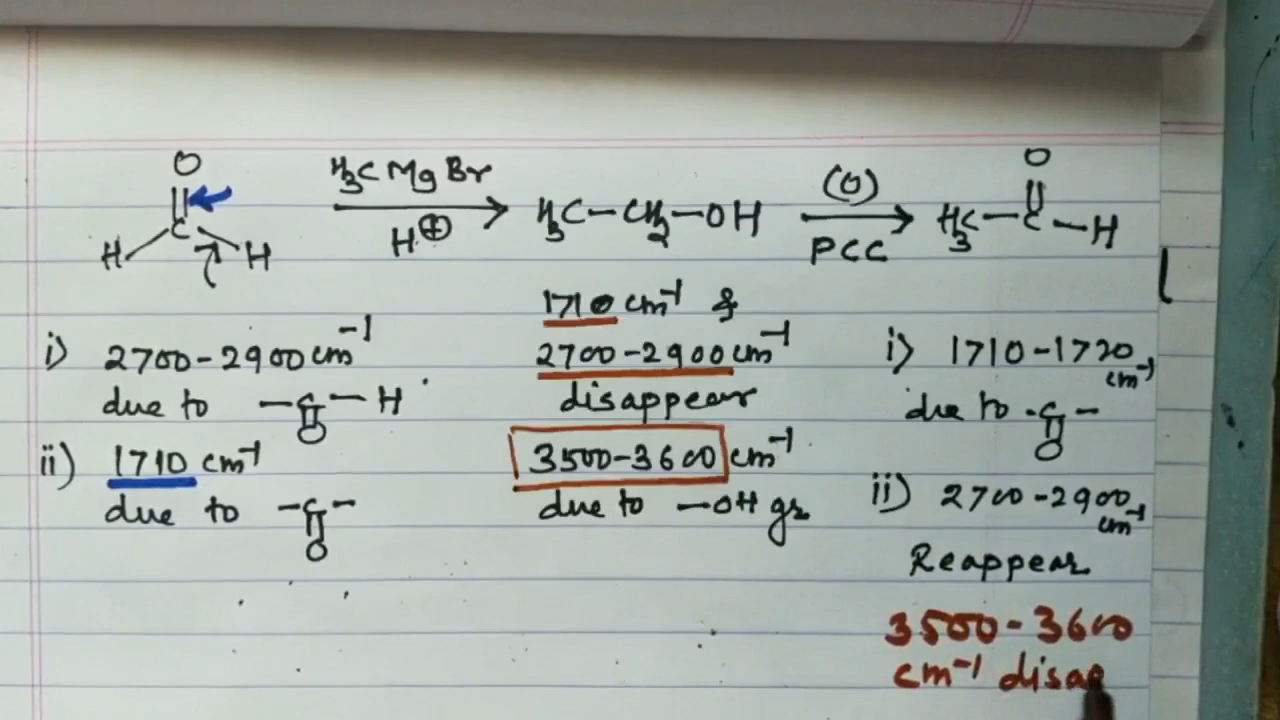 O
H₃C Mg Br
(O)
O
H C H
H⊕
H₃C-CH₂-OH
PCC
H₃C-C-H
1710 cm⁻¹ &
i) 2700-2900 cm⁻¹
2700-2900 cm⁻¹
i) 1710-1720 cm⁻¹
due to -C-H
O
disappear
due to -C-
O
ii) 1710 cm⁻¹
3500-3600 cm⁻¹
ii) 2700-2900 cm⁻¹
due to -C-
O
due to -OH gr
Reappear
3500-3600
cm⁻¹ disap